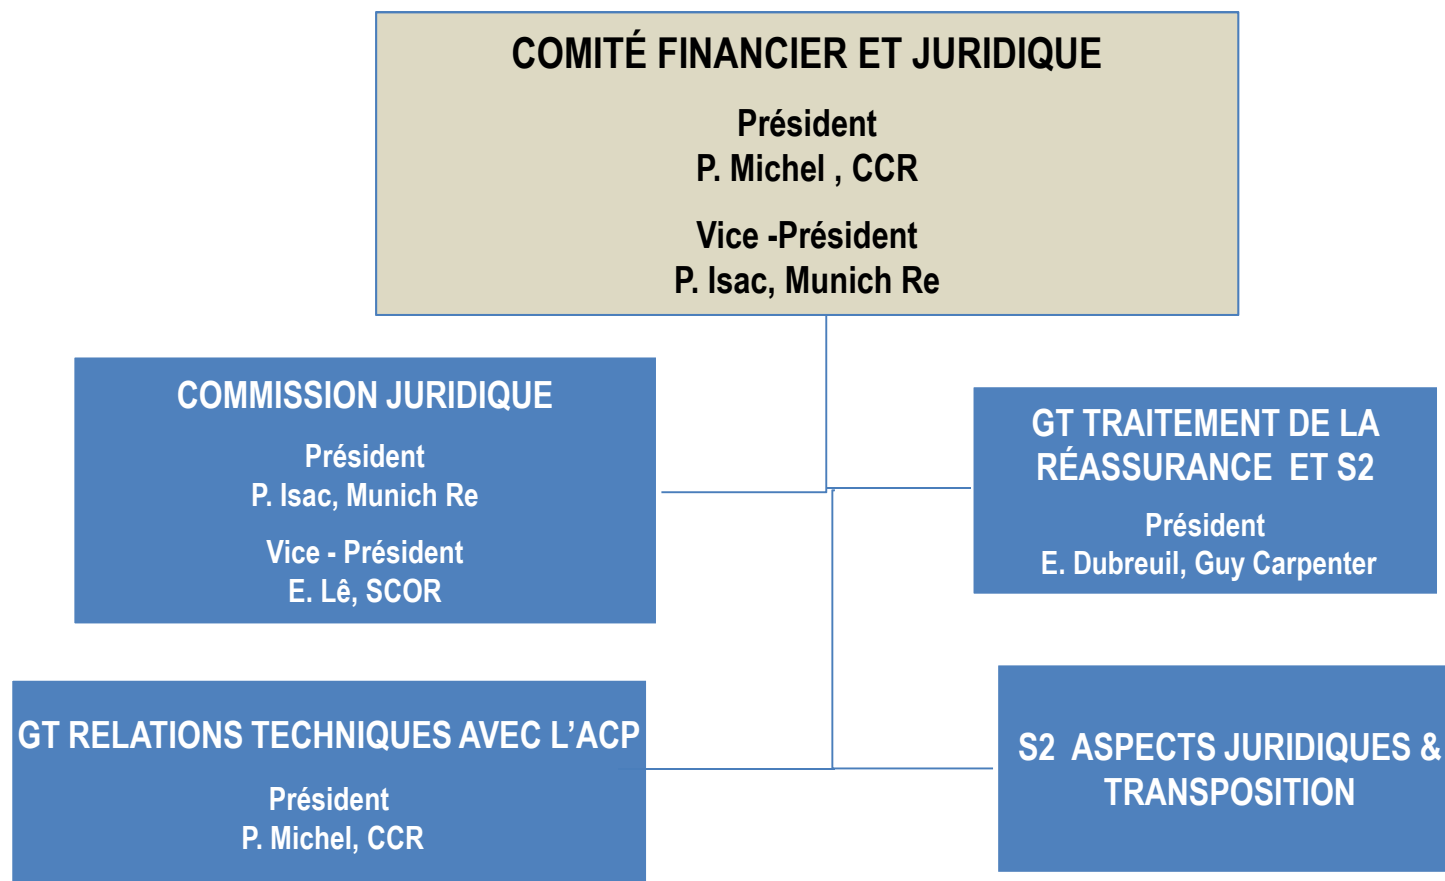 COMITÉ FINANCIER ET JURIDIQUE
Président
P. Michel , CCR
Vice -Président
P. Isac, Munich Re
COMMISSION JURIDIQUE
Président
P. Isac, Munich Re
Vice - Président
E. Lê, SCOR
GT TRAITEMENT DE LA
RÉASSURANCE ET S2
Président
E. Dubreuil, Guy Carpenter
GT RELATIONS TECHNIQUES AVEC L’ACP
Président
P. Michel, CCR
S2 ASPECTS JURIDIQUES &
TRANSPOSITION